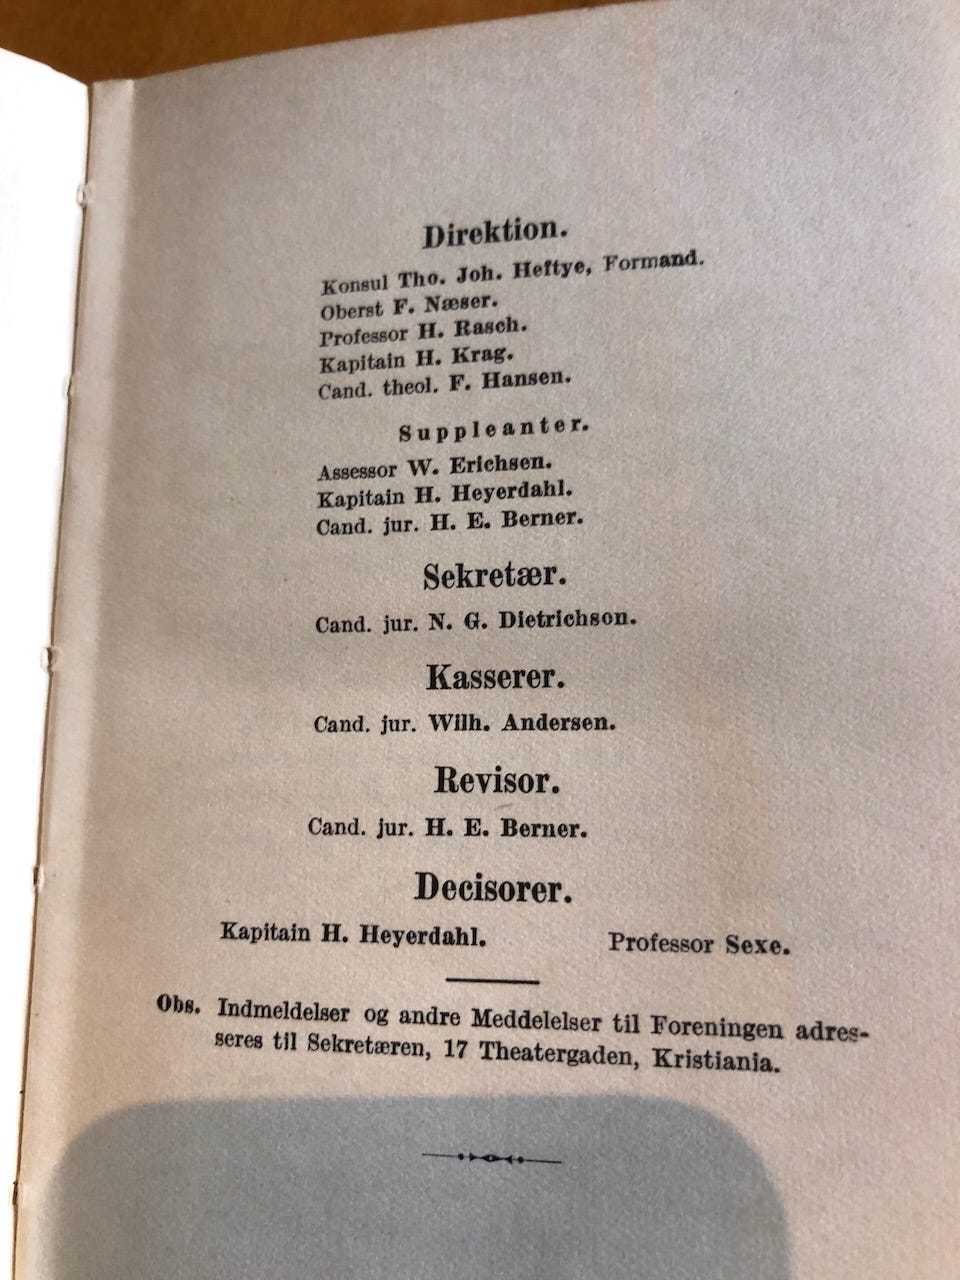 Direktion.
Konsul Tho. Joh. Heftye, Formand.
Oberst F. Næser.
Professor H. Rasch.
Kapitain H. Krag.
Cand. theol. F. Hansen.
Suppleanter.
Assessor W. Erichsen.
Kapitain H. Heyerdahl.
Cand. jur. H. E. Berner.
Sekretær.
Cand. jur. N. G. Dietrichson.
Kasserer.
Cand. jur. Wilh. Andersen.
Revisor.
Cand. jur. H. E. Berner.
Decisorer.
Kapitain H. Heyerdahl. Professor Sexe.
Obs. Indmeldelser og andre Meddelelser til Foreningen adres-
seres til Sekretæren, 17 Theatergaden, Kristiania.